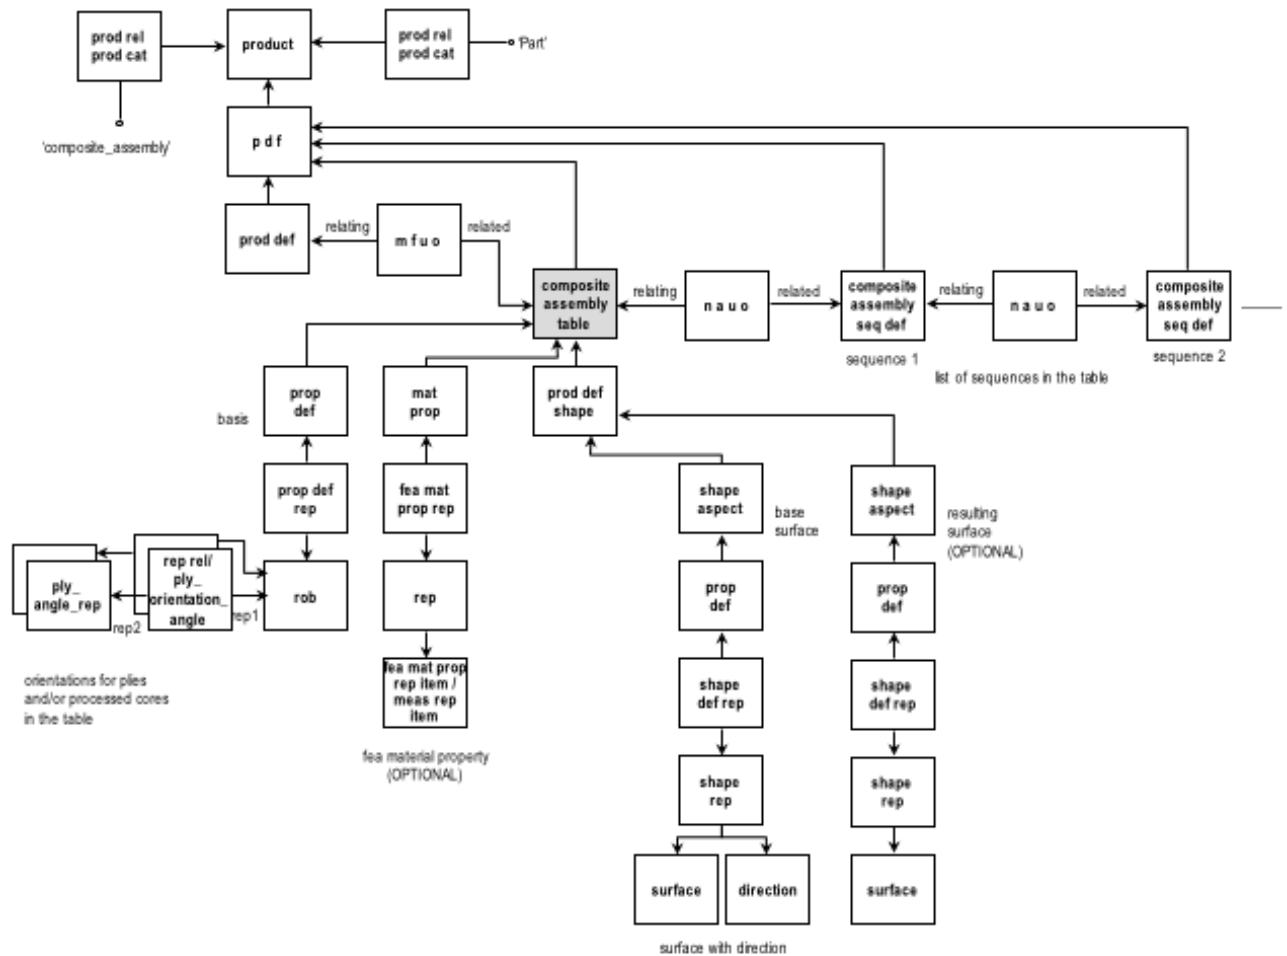 prod rel
prod cat
product
prod rel
prod cat
'Part'
'composite_assembly'
p d f
prod def
relating
m f u o
related
composite
assembly
table
relating
n a u o
related
composite
assembly
seq def
relating
n a u o
related
composite
assembly
seq def
sequence 1
sequence 2
list of sequences in the table
basis
prop
def
mat
prop
prod def
shape
prop def
rep
fea mat
prop rep
shape
aspect
base
surface
shape
aspect
resulting
surface
(OPTIONAL)
ply_
angle_rep
rep2
rep rel/
ply_
orientation_
angle
rep1
rob
rep
prop
def
prop
def
orientations for plies
and/or processed cores
in the table
fea mat prop
rep item /
meas rep
item
fea material property
(OPTIONAL)
shape
def rep
shape
def rep
shape
rep
shape
rep
surface
direction
surface
surface with direction